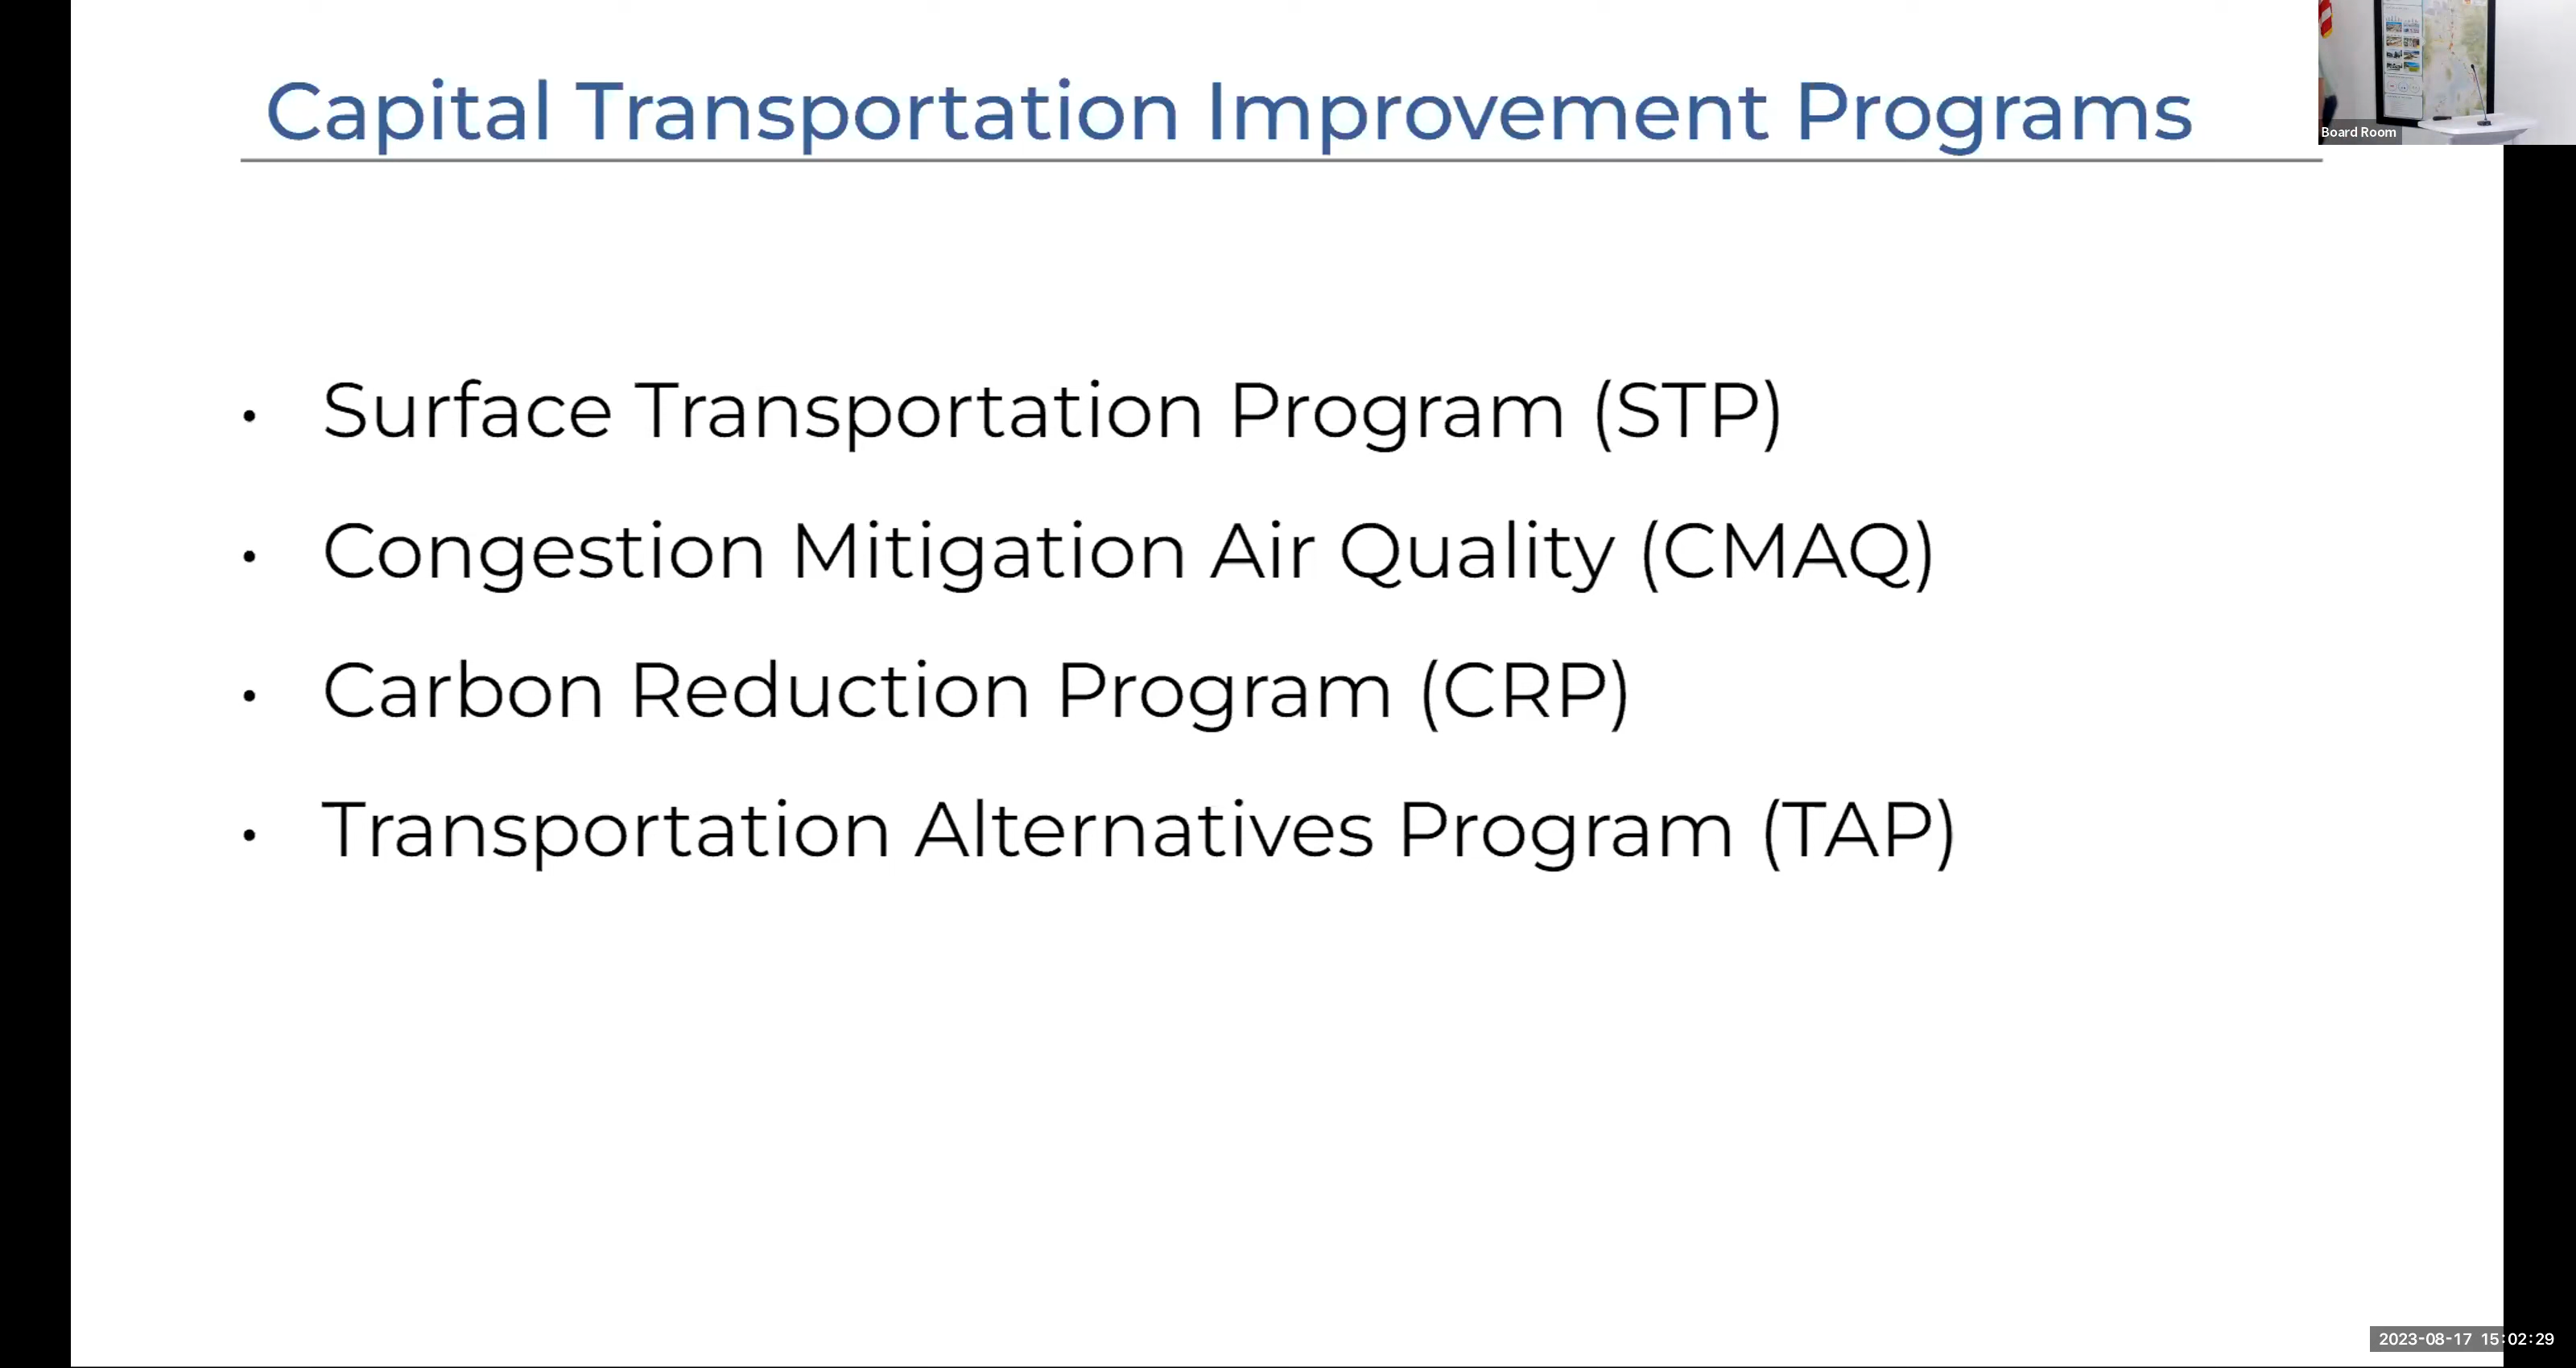 Capital Transportation Improvement Programs
Board Room
• Surface Transportation Program (STP)
• Congestion Mitigation Air Quality (CMAQ)
• Carbon Reduction Program (CRP)
• Transportation Alternatives Program (TAP)
2023-08-17 15:02:29